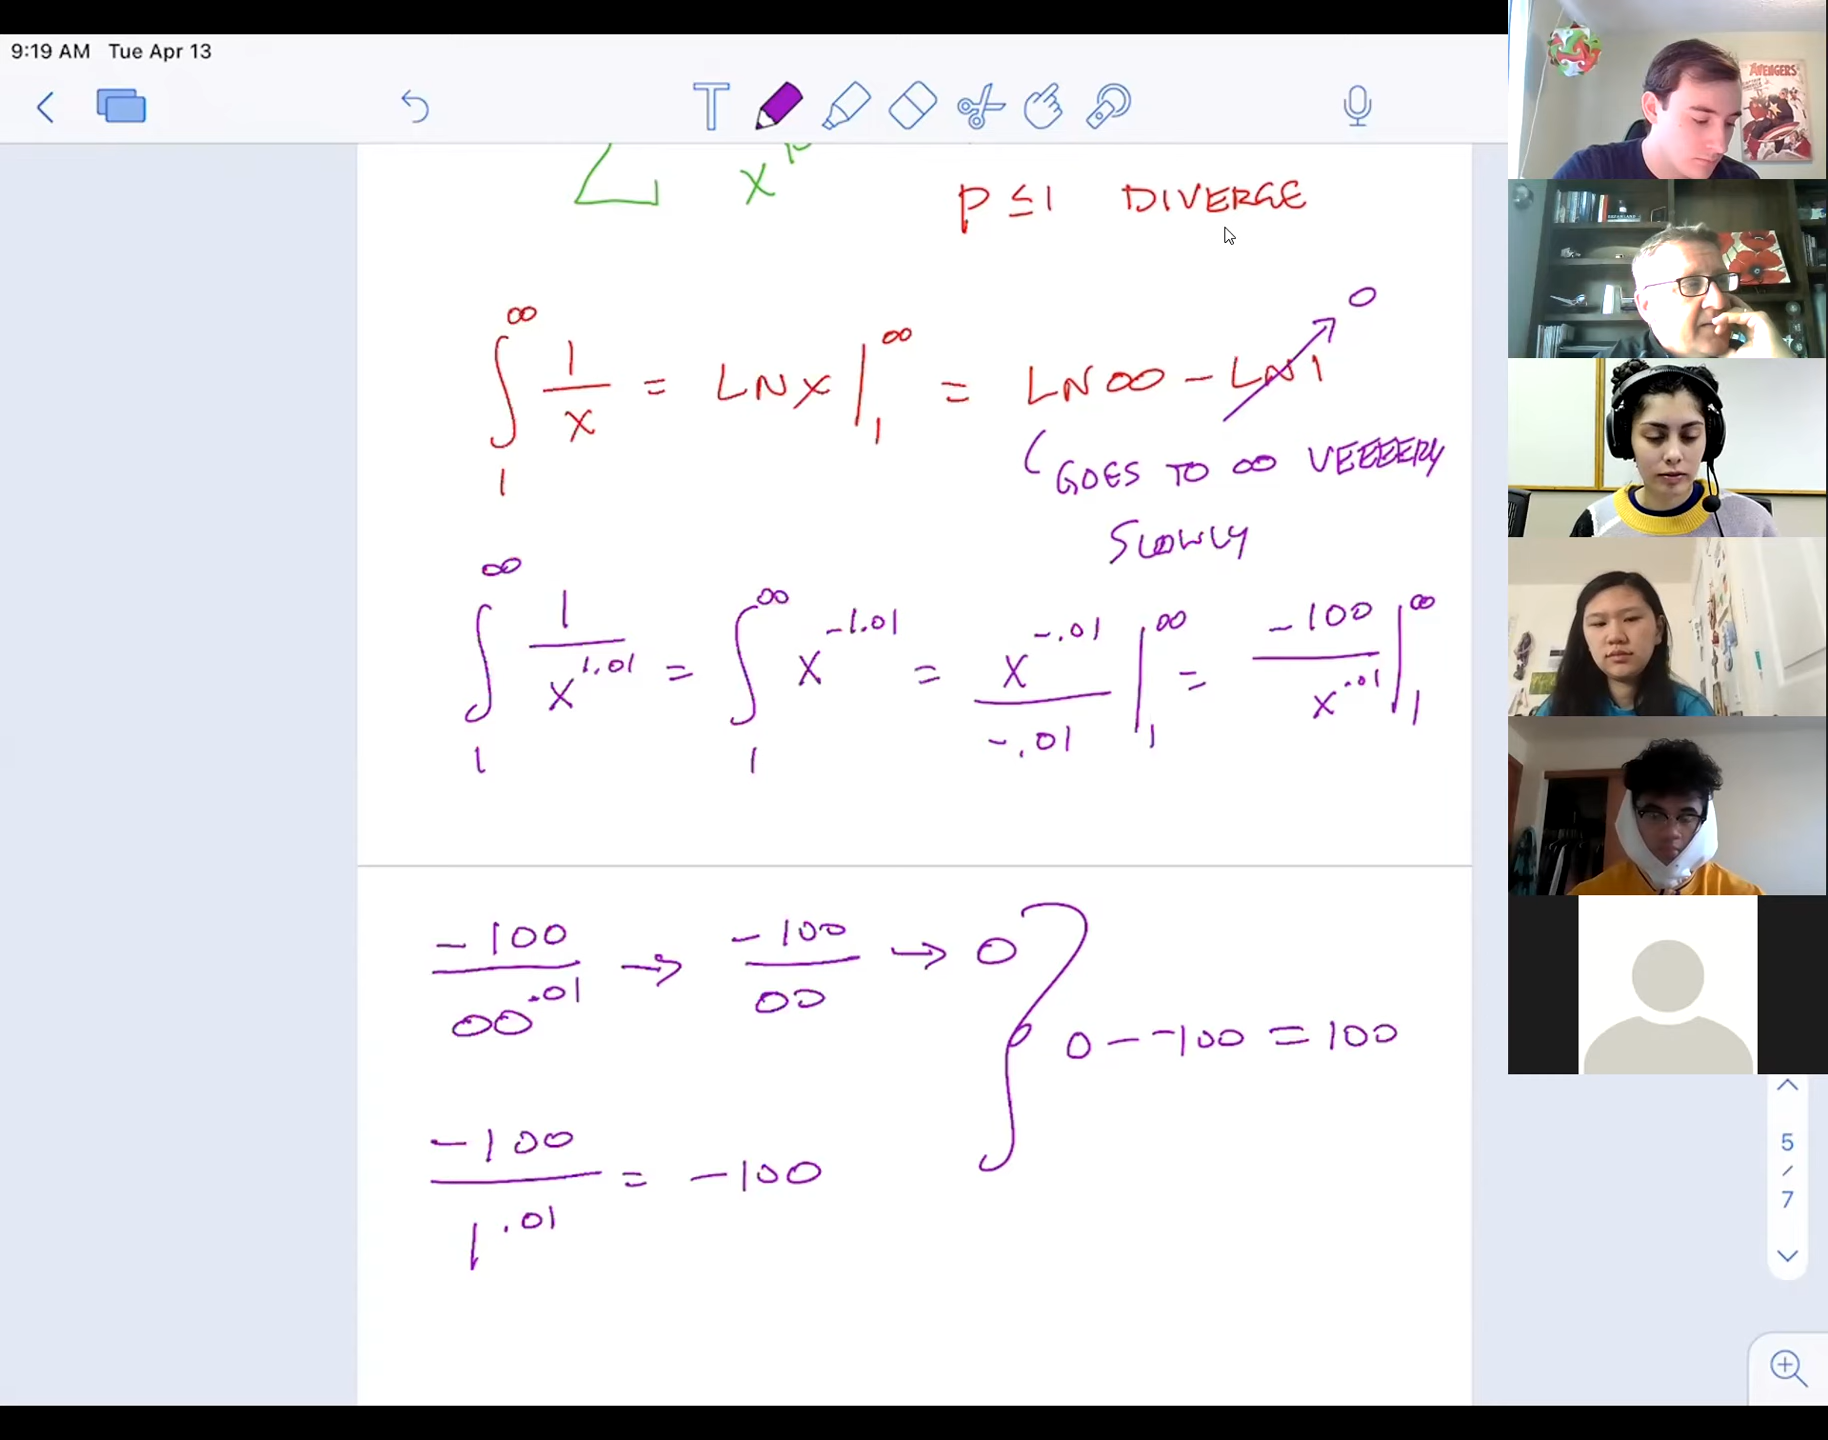 9:19 AM Tue Apr 13
AVENGERS
∑ x
p ≤ 1 DIVERGE
∫₁^∞ 1/x = LN x |₁^∞ = LN ∞ - LN 1 → 0
( GOES TO ∞ VEEEERY
SLOWLY
∫₁^∞ 1/x^1.01 = ∫₁^∞ x^-1.01 = x^-.01/-.01 |₁^∞ = -100/x^.01 |₁^∞
-100/∞^.01 → -100/∞ → 0
0 - -100 = 100
-100/1^.01 = -100
5
/
7